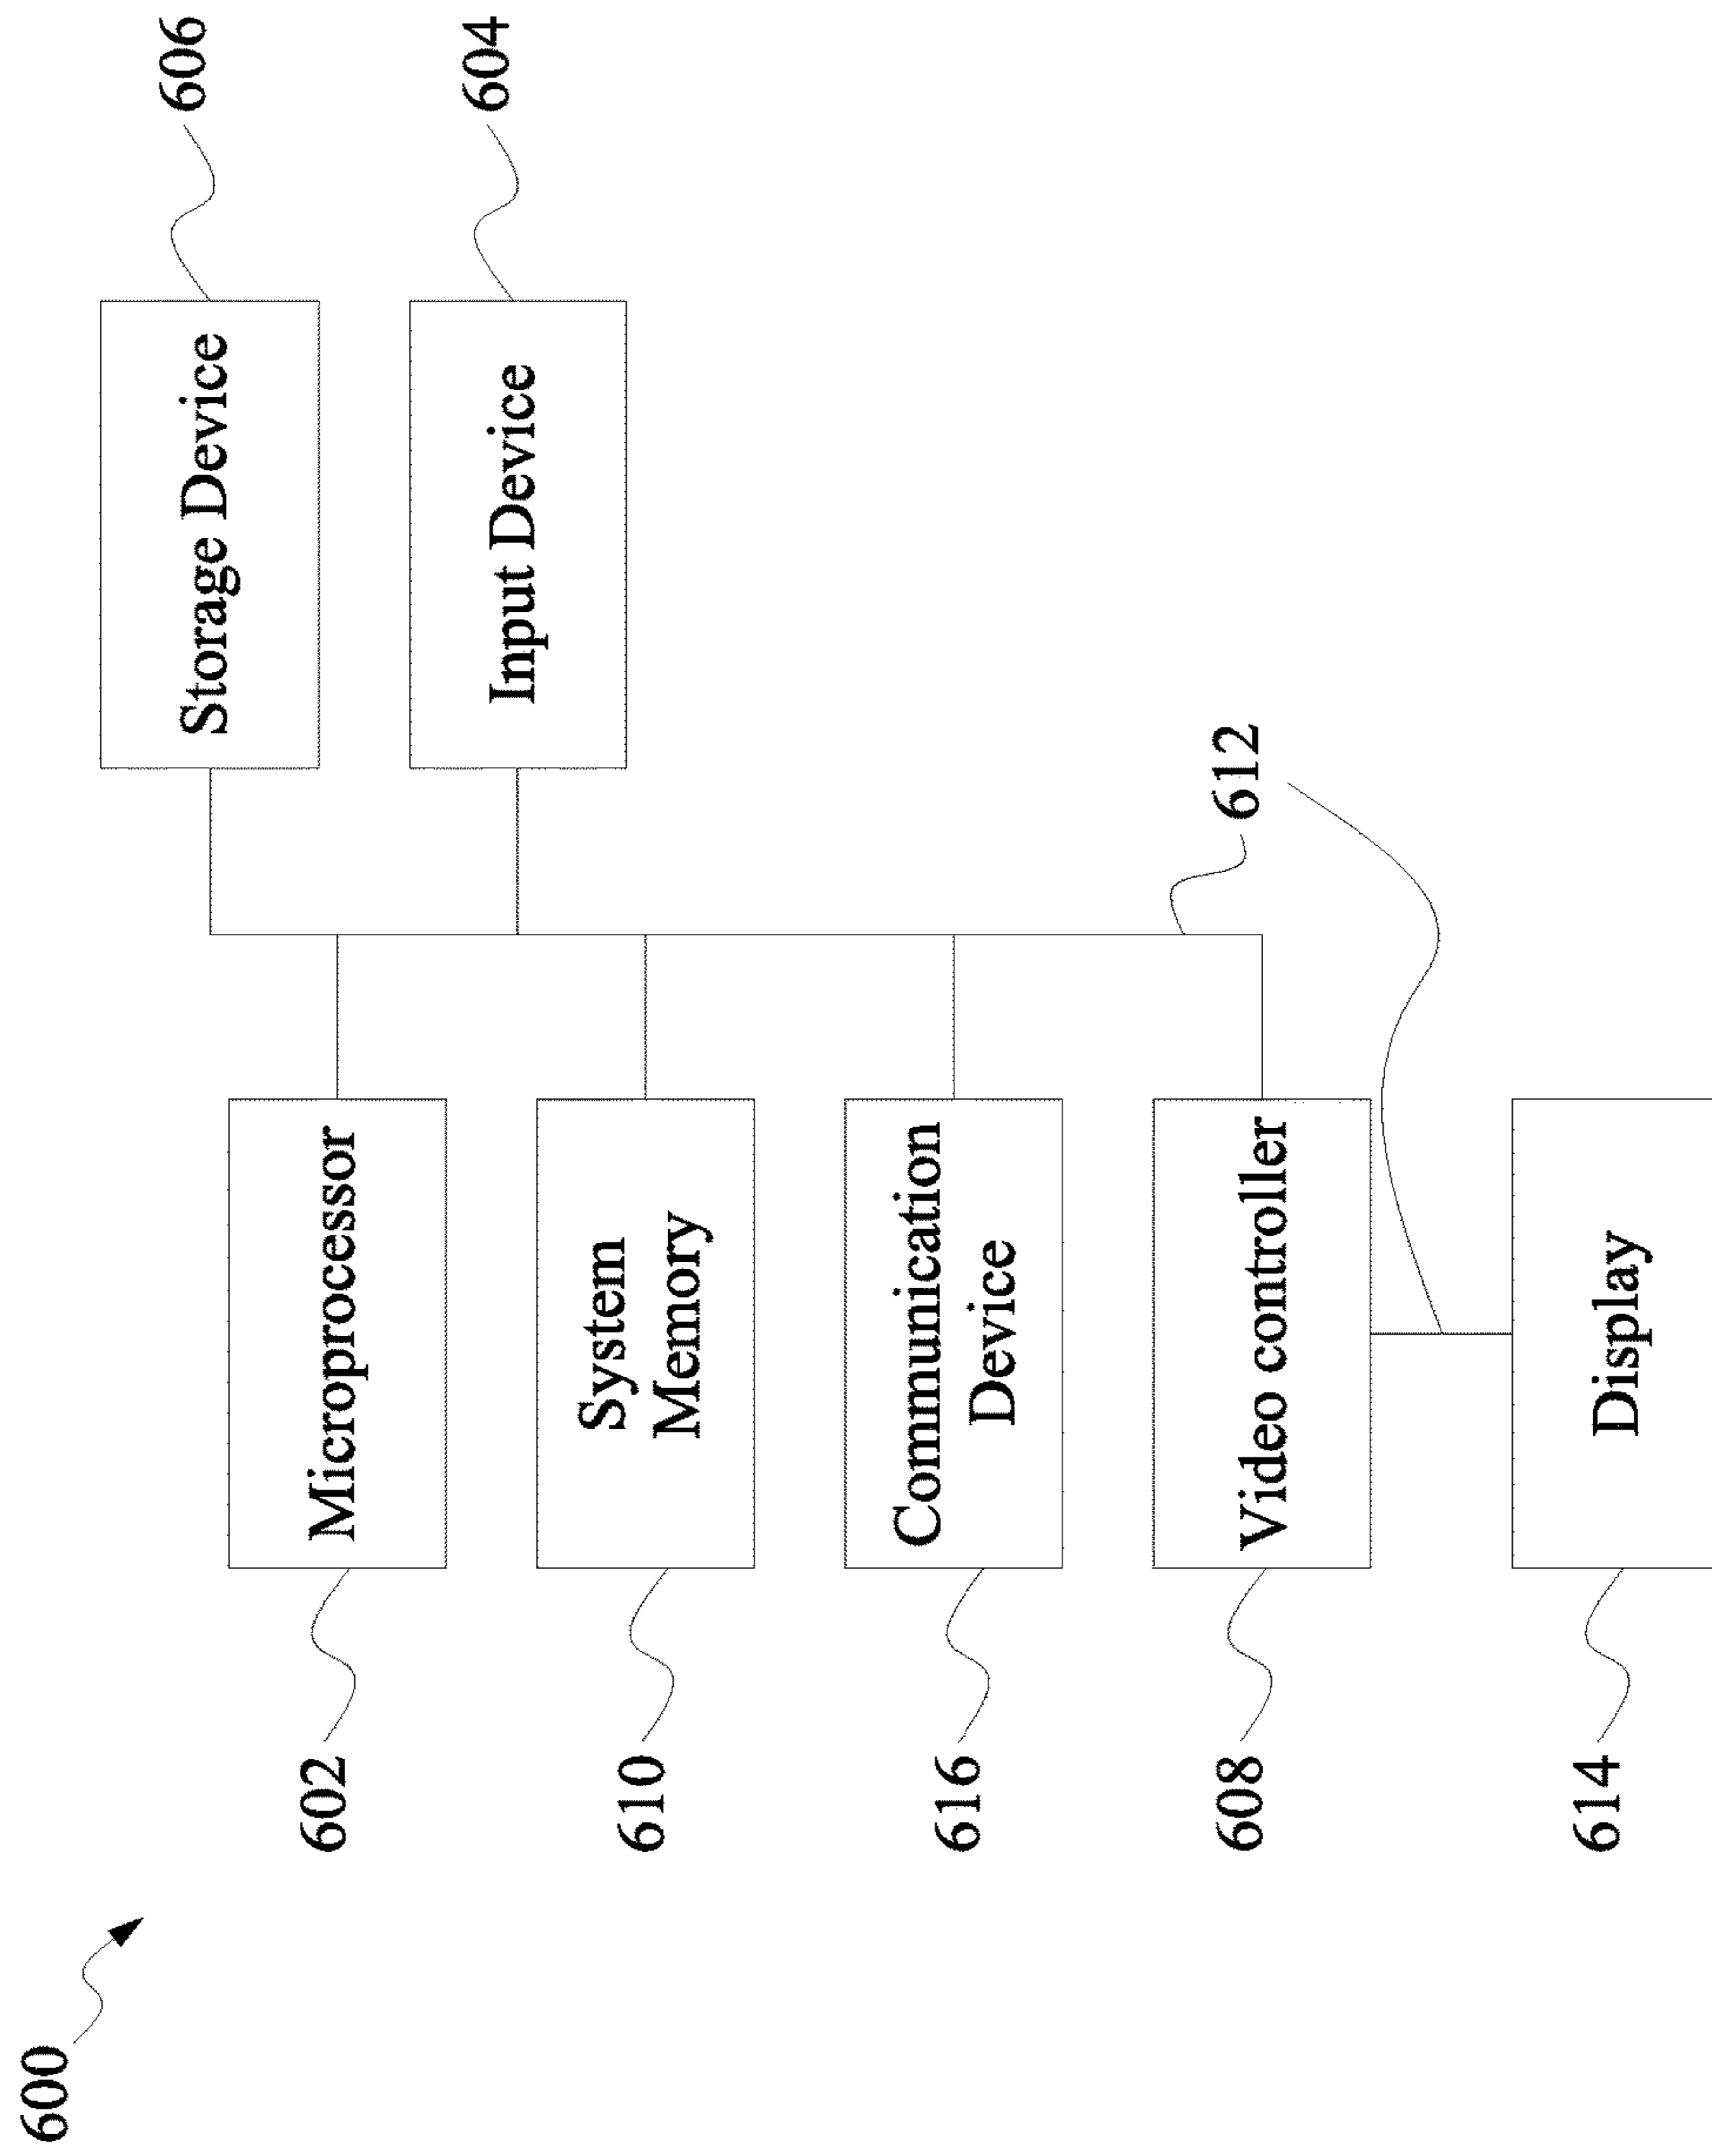 600
602
Microprocessor
Storage Device
606
610
System
Memory
Input Device
604
616
Communication
Device
608
Video controller
612
614
Display